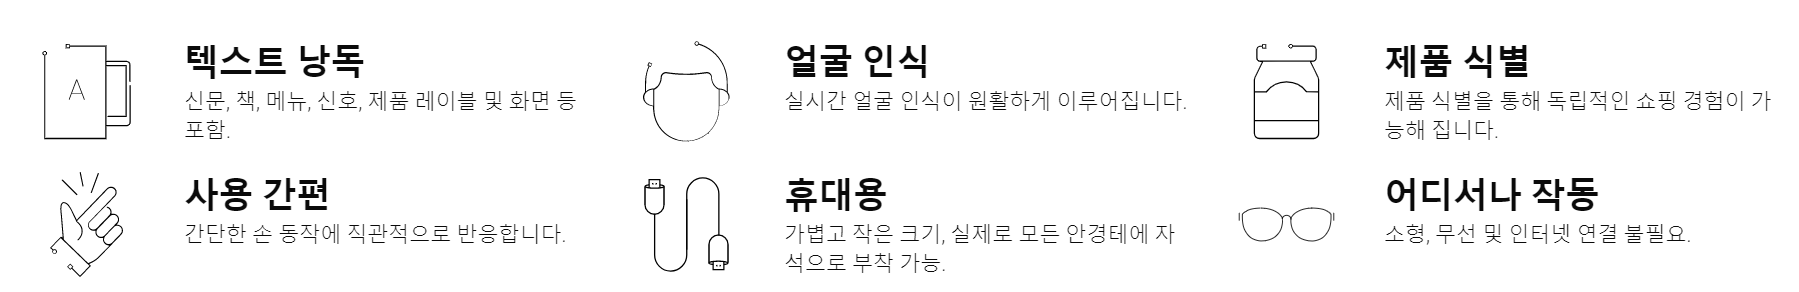 A
텍스트 낭독
신문, 책, 메뉴, 신호, 제품 레이블 및 화면 등
포함.
얼굴 인식
실시간 얼굴 인식이 원활하게 이루어집니다.
제품 식별
제품 식별을 통해 독립적인 쇼핑 경험이 가
능해 집니다.
사용 간편
간단한 손 동작에 직관적으로 반응합니다.
휴대용
가볍고 작은 크기, 실제로 모든 안경테에 자
석으로 부착 가능.
어디서나 작동
소형, 무선 및 인터넷 연결 불필요.